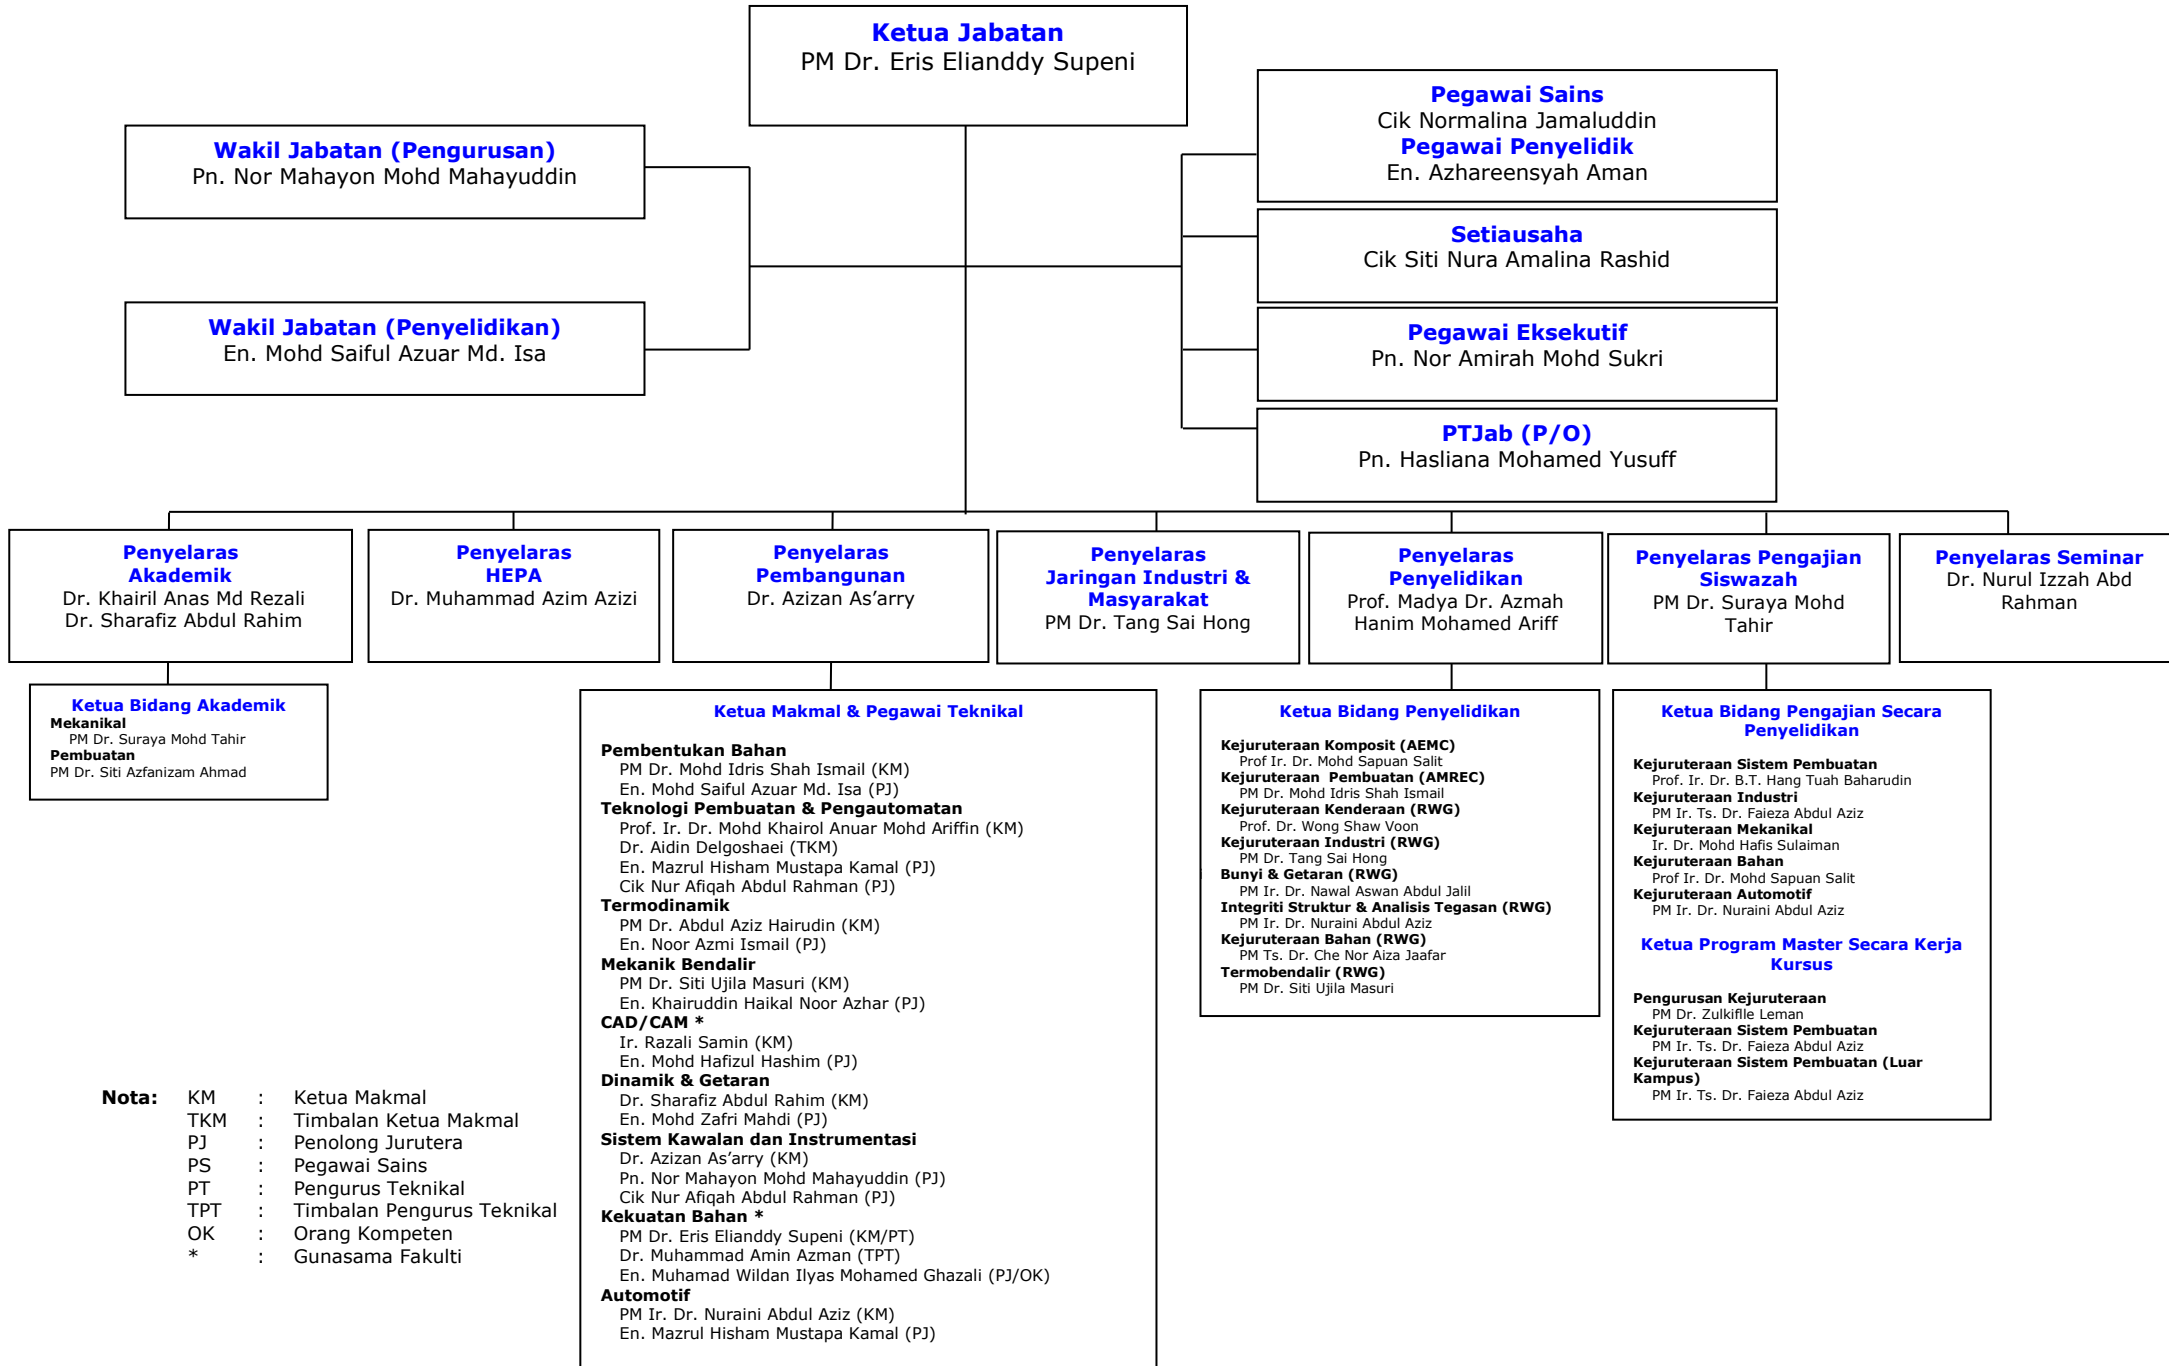 Ketua Jabatan
PM Dr. Eris Elianddy Supeni
Pegawai Sains
Cik Normalina Jamaluddin
Pegawai Penyelidik
En. Azhareensyah Aman
Wakil Jabatan (Pengurusan)
Pn. Nor Mahayon Mohd Mahayuddin
Setiausaha
Cik Siti Nura Amalina Rashid
Wakil Jabatan (Penyelidikan)
En. Mohd Saiful Azuar Md. Isa
Pegawai Eksekutif
Pn. Nor Amirah Mohd Sukri
PTJab (P/O)
Pn. Hasliana Mohamed Yusuff
Penyelaras
Akademik
Dr. Khairil Anas Md Rezali
Dr. Sharafiz Abdul Rahim
Penyelaras
HEPA
Dr. Muhammad Azim Azizi
Penyelaras
Pembangunan
Dr. Azizan As’arry
Penyelaras
Jaringan Industri &
Masyarakat
PM Dr. Tang Sai Hong
Penyelaras
Penyelidikan
Prof. Madya Dr. Azmah
Hanim Mohamed Ariff
Penyelaras Pengajian
Siswazah
PM Dr. Suraya Mohd
Tahir
Penyelaras Seminar
Dr. Nurul Izzah Abd
Rahman
Ketua Bidang Akademik
Mekanikal
PM Dr. Suraya Mohd Tahir
Pembuatan
PM Dr. Siti Azfanizam Ahmad
Ketua Makmal & Pegawai Teknikal
Pembentukan Bahan
PM Dr. Mohd Idris Shah Ismail (KM)
En. Mohd Saiful Azuar Md. Isa (PJ)
Teknologi Pembuatan & Pengautomatan
Prof. Ir. Dr. Mohd Khairol Anuar Mohd Ariffin (KM)
Dr. Aidin Delgoshaei (TKM)
En. Mazrul Hisham Mustapa Kamal (PJ)
Cik Nur Afiqah Abdul Rahman (PJ)
Termodinamik
PM Dr. Abdul Aziz Hairudin (KM)
En. Noor Azmi Ismail (PJ)
Mekanik Bendalir
PM Dr. Siti Ujila Masuri (KM)
En. Khairuddin Haikal Noor Azhar (PJ)
CAD/CAM *
Ir. Razali Samin (KM)
En. Mohd Hafizul Hashim (PJ)
Dinamik & Getaran
Dr. Sharafiz Abdul Rahim (KM)
En. Mohd Zafri Mahdi (PJ)
Sistem Kawalan dan Instrumentasi
Dr. Azizan As’arry (KM)
Pn. Nor Mahayon Mohd Mahayuddin (PJ)
Cik Nur Afiqah Abdul Rahman (PJ)
Kekuatan Bahan *
PM Dr. Eris Elianddy Supeni (KM/PT)
Dr. Muhammad Amin Azman (TPT)
En. Muhamad Wildan Ilyas Mohamed Ghazali (PJ/OK)
Automotif
PM Ir. Dr. Nuraini Abdul Aziz (KM)
En. Mazrul Hisham Mustapa Kamal (PJ)
Ketua Bidang Penyelidikan
Kejuruteraan Komposit (AEMC)
Prof Ir. Dr. Mohd Sapuan Salit
Kejuruteraan Pembuatan (AMREC)
PM Dr. Mohd Idris Shah Ismail
Kejuruteraan Kenderaan (RWG)
Prof. Dr. Wong Shaw Voon
Kejuruteraan Industri (RWG)
PM Dr. Tang Sai Hong
Bunyi & Getaran (RWG)
PM Ir. Dr. Nawal Aswan Abdul Jalil
Integriti Struktur & Analisis Tegasan (RWG)
PM Ir. Dr. Nuraini Abdul Aziz
Kejuruteraan Bahan (RWG)
PM Ts. Dr. Che Nor Aiza Jaafar
Termobendalir (RWG)
PM Dr. Siti Ujila Masuri
Ketua Bidang Pengajian Secara
Penyelidikan
Kejuruteraan Sistem Pembuatan
Prof. Ir. Dr. B.T. Hang Tuah Baharudin
Kejuruteraan Industri
PM Ir. Ts. Dr. Faieza Abdul Aziz
Kejuruteraan Mekanikal
Ir. Dr. Mohd Hafis Sulaiman
Kejuruteraan Bahan
Prof Ir. Dr. Mohd Sapuan Salit
Kejuruteraan Automotif
PM Ir. Dr. Nuraini Abdul Aziz
Ketua Program Master Secara Kerja
Kursus
Pengurusan Kejuruteraan
PM Dr. Zulkiflle Leman
Kejuruteraan Sistem Pembuatan
PM Ir. Ts. Dr. Faieza Abdul Aziz
Kejuruteraan Sistem Pembuatan (Luar
Kampus)
PM Ir. Ts. Dr. Faieza Abdul Aziz
Nota: KM : Ketua Makmal
TKM : Timbalan Ketua Makmal
PJ : Penolong Jurutera
PS : Pegawai Sains
PT : Pengurus Teknikal
TPT : Timbalan Pengurus Teknikal
OK : Orang Kompeten
* : Gunasama Fakulti